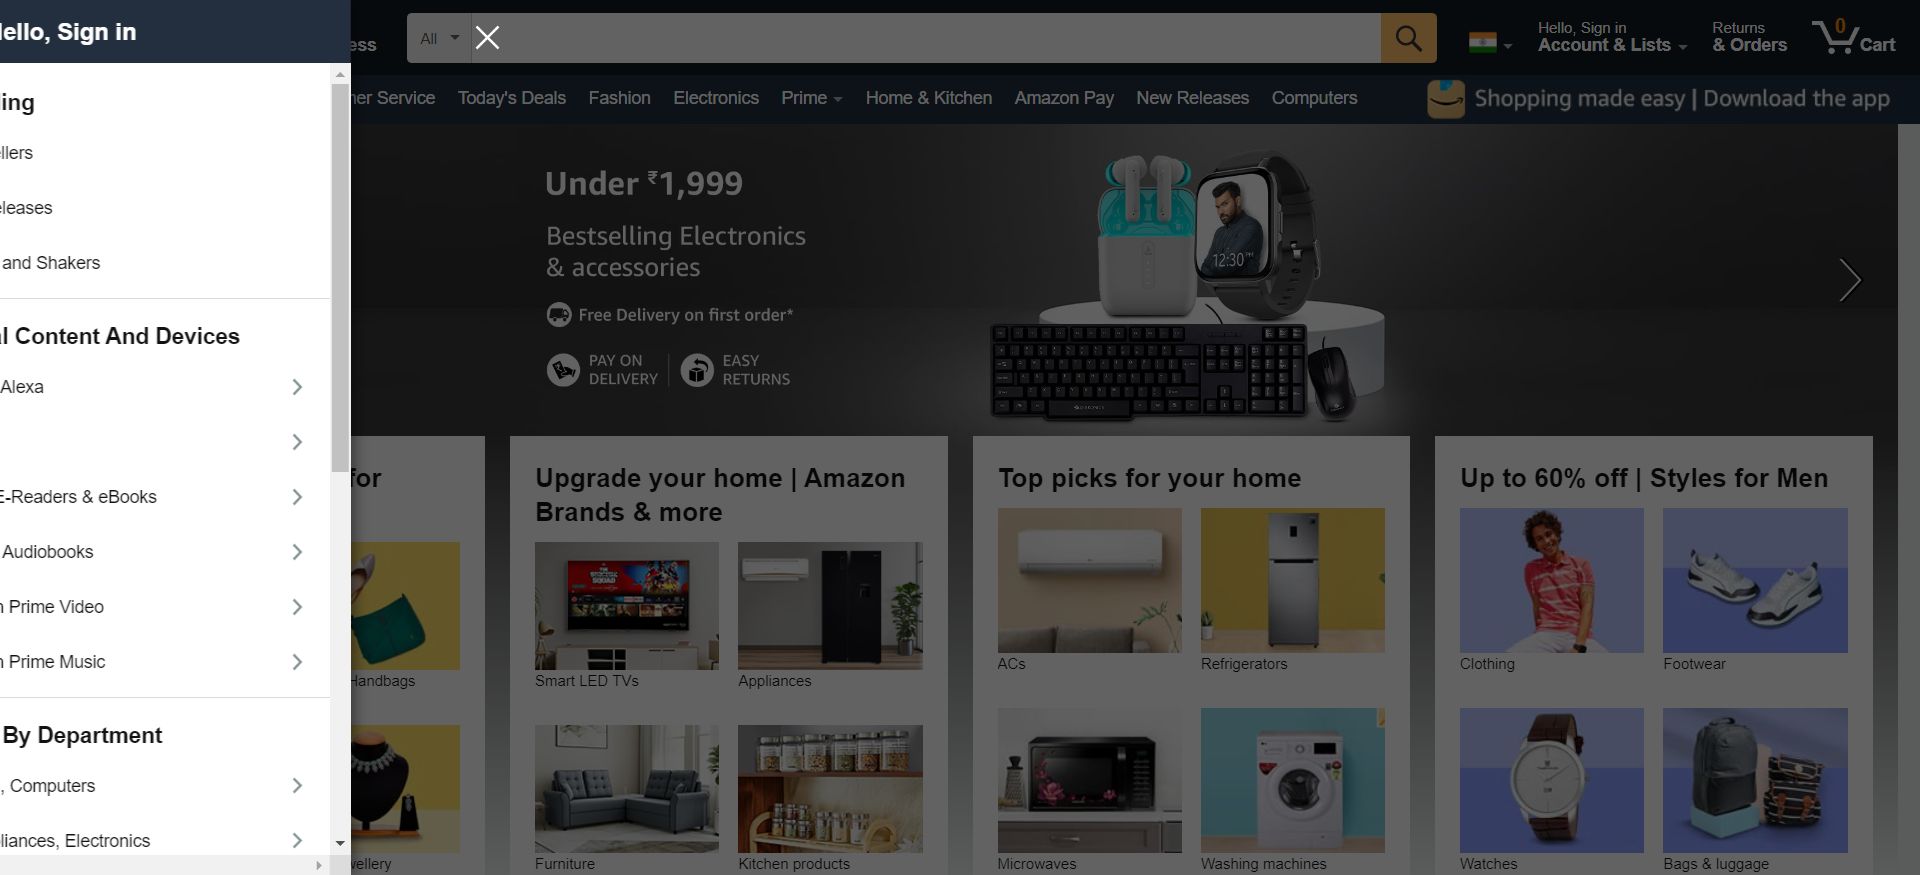 ello, Sign in
ing
llers
eleases
and Shakers
l Content And Devices
Alexa
E-Readers & eBooks
Audiobooks
n Prime Video
n Prime Music
By Department
, Computers
liances, Electronics
ess
All
Hello, Sign in
Account & Lists
Returns
& Orders
0
Cart
er Service
Today's Deals
Fashion
Electronics
Prime
Home & Kitchen
Amazon Pay
New Releases
Computers
Shopping made easy | Download the app
Under ₹1,999
Bestselling Electronics
& accessories
Free Delivery on first order*
PAY ON
DELIVERY
EASY
RETURNS
12:30 PM
for
Handbags
wellery
Upgrade your home | Amazon
Brands & more
Smart LED TVs
Appliances
Furniture
Kitchen products
Top picks for your home
ACs
Refrigerators
Microwaves
Washing machines
Up to 60% off | Styles for Men
Clothing
Footwear
Watches
Bags & luggage